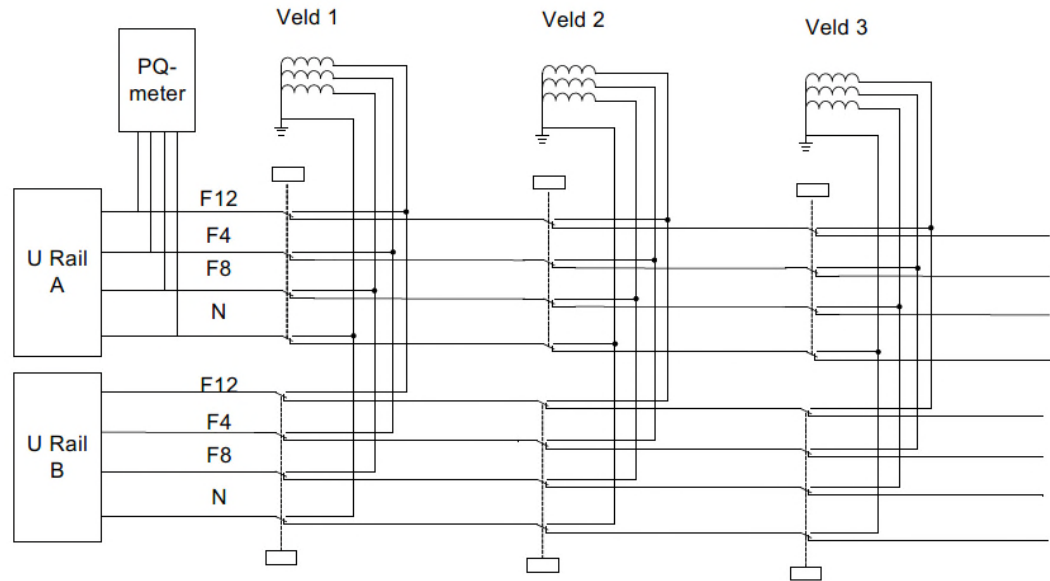 Veld 1
Veld 2
Veld 3
PQ-
meter
U Rail
A
F12
F4
F8
N
U Rail
B
F12
F4
F8
N